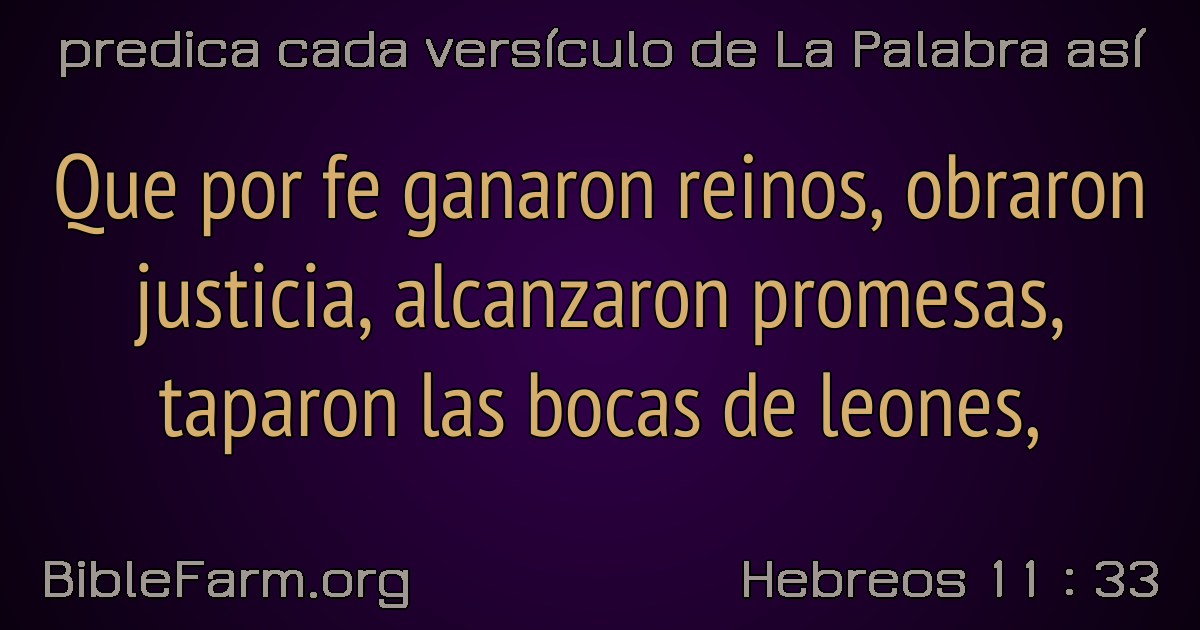 predica cada versículo de La Palabra así
Que por fe ganaron reinos, obraron
justicia, alcanzaron promesas,
taparon las bocas de leones,
BibleFarm.org
Hebreos 11 : 33